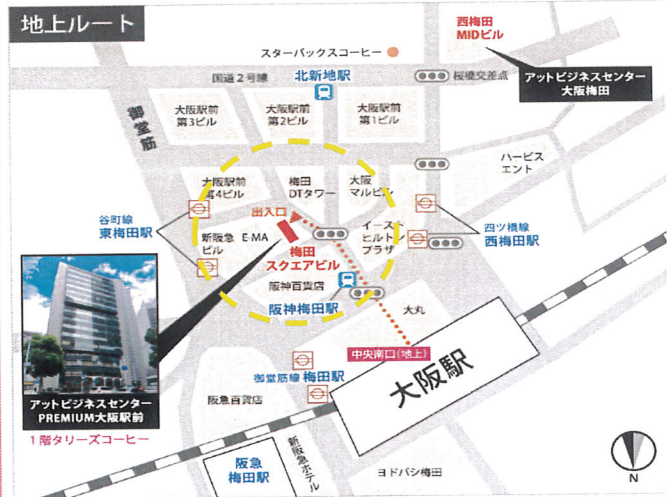 地上ルート
西梅田
MIDビル
スターバックスコーヒー
国道2号線
北新地駅
桜橋交差点
アットビジネスセンター
大阪梅田
御堂筋
大阪駅前
第3ビル
大阪駅前
第2ビル
大阪駅前
第1ビル
ハービス
エント
大阪駅前
第4ビル
梅田
DTタワー
大阪
マルビル
谷町線
東梅田駅
出入口
新阪急
ビル
E-MA
梅田
スクエアビル
イースト
ヒルトン
プラザ
四ツ橋線
西梅田駅
阪神百貨店
阪神梅田駅
大丸
中央南口(地上)
大阪駅
御堂筋線 梅田駅
阪急百貨店
アットビジネスセンター
PREMIUM大阪駅前
1階タリーズコーヒー
阪急
梅田駅
新阪急ホテル
ヨドバシ梅田
N